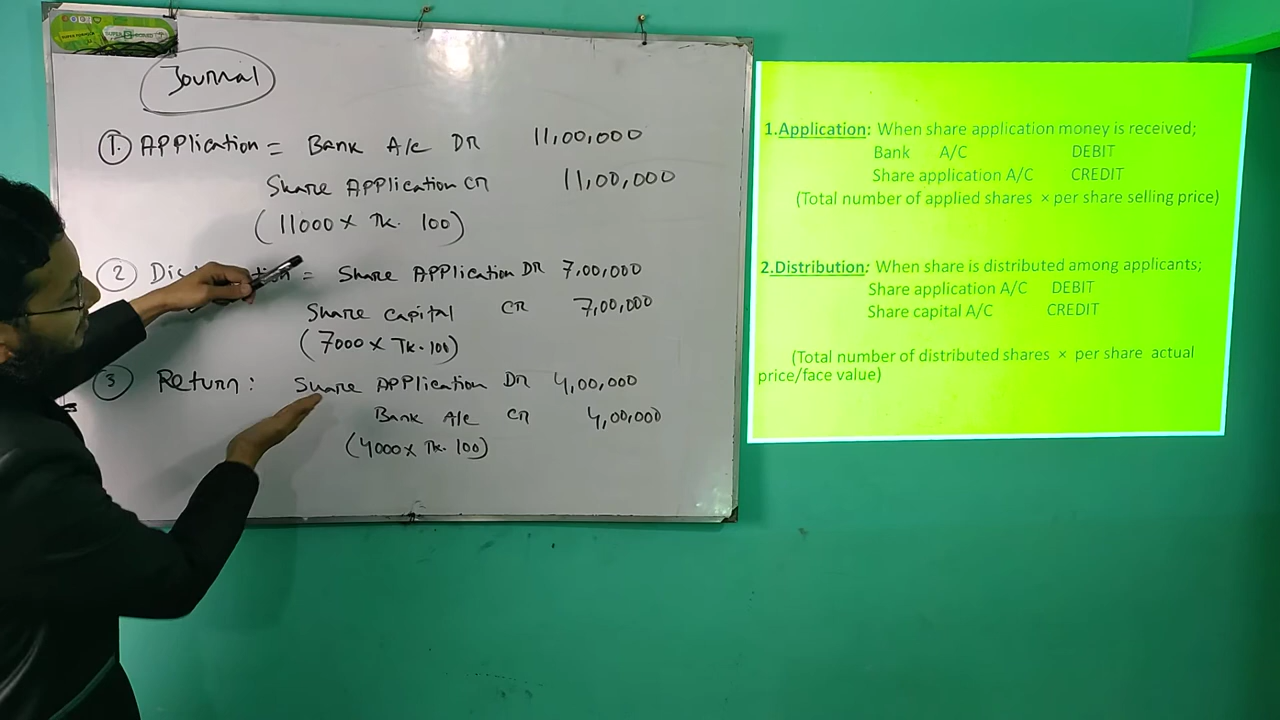 Journal
1. Application = Bank A/c DR 11,00,000
Share Application CR 11,00,000
(11000 x Tk. 100)
2 = Share Application DR 7,00,000
Share Capital CR 7,00,000
(7000 x Tk. 100)
3 Return: Share Application DR 4,00,000
Bank A/c CR 4,00,000
(4000 x Tk. 100)
1.Application: When share application money is received;
Bank A/C DEBIT
Share application A/C CREDIT
(Total number of applied shares × per share selling price)
2.Distribution: When share is distributed among applicants;
Share application A/C DEBIT
Share capital A/C CREDIT
(Total number of distributed shares × per share actual
price/face value)